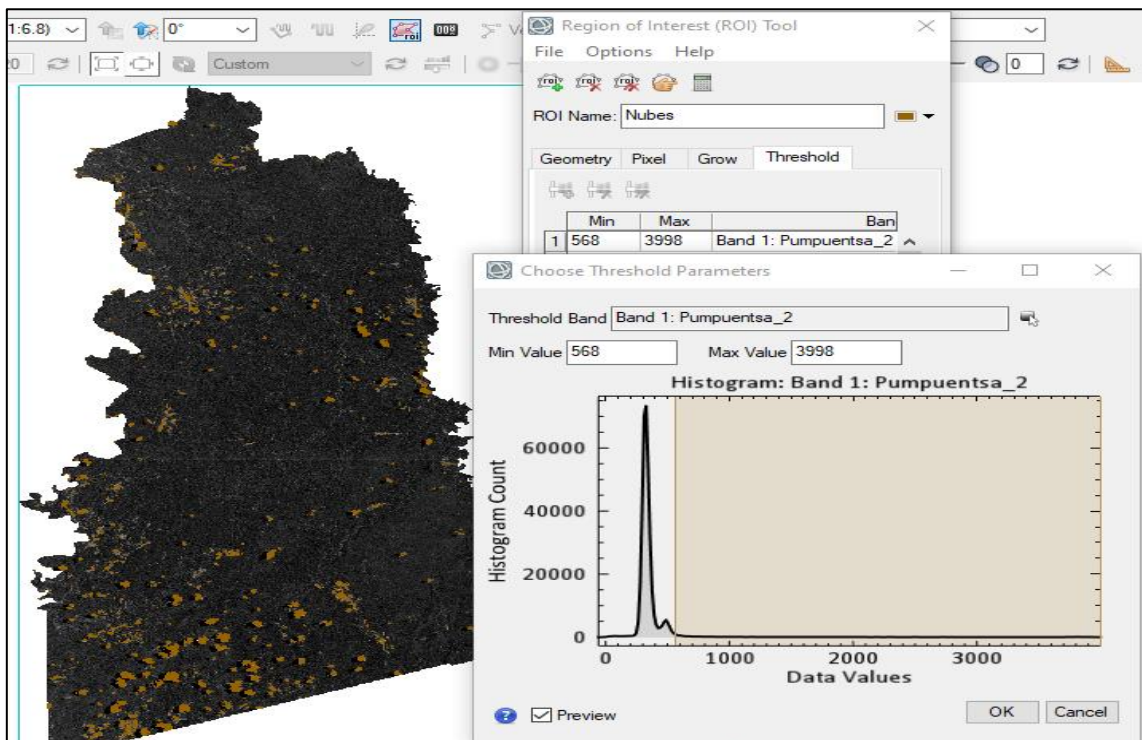 1:6.8) 0°
Region of Interest (ROI) Tool
File Options Help
Custom 0
ROI Name: Nubes
Geometry Pixel Grow Threshold
Min Max Ban
1 568 3998 Band 1: Pumpuentsa_2
Choose Threshold Parameters
Threshold Band Band 1: Pumpuentsa_2
Min Value 568 Max Value 3998
Histogram: Band 1: Pumpuentsa_2
Histogram Count
60000
40000
20000
0
0 1000 2000 3000
Data Values
Preview OK Cancel